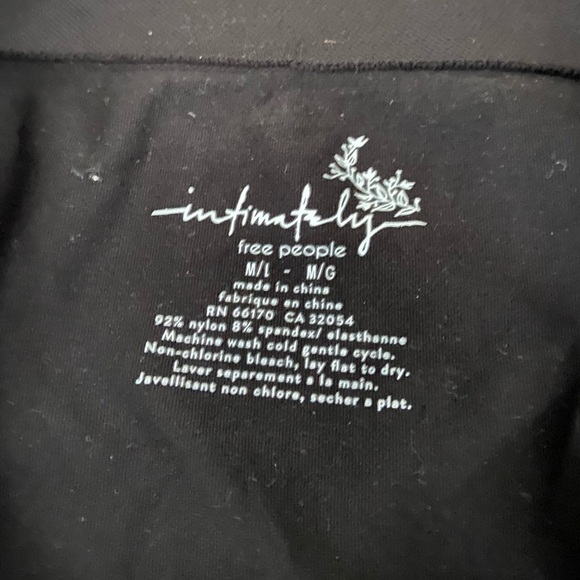 intimately
free people
M/L - M/G
made in china
fabrique en chine
RN 66170 CA 32054
92% nylon 8% spandex/ elasthanne
Machine wash cold gentle cycle.
Non-chlorine bleach, lay flat to dry.
Laver separement a la main.
Javellisant non chlore, secher a plat.